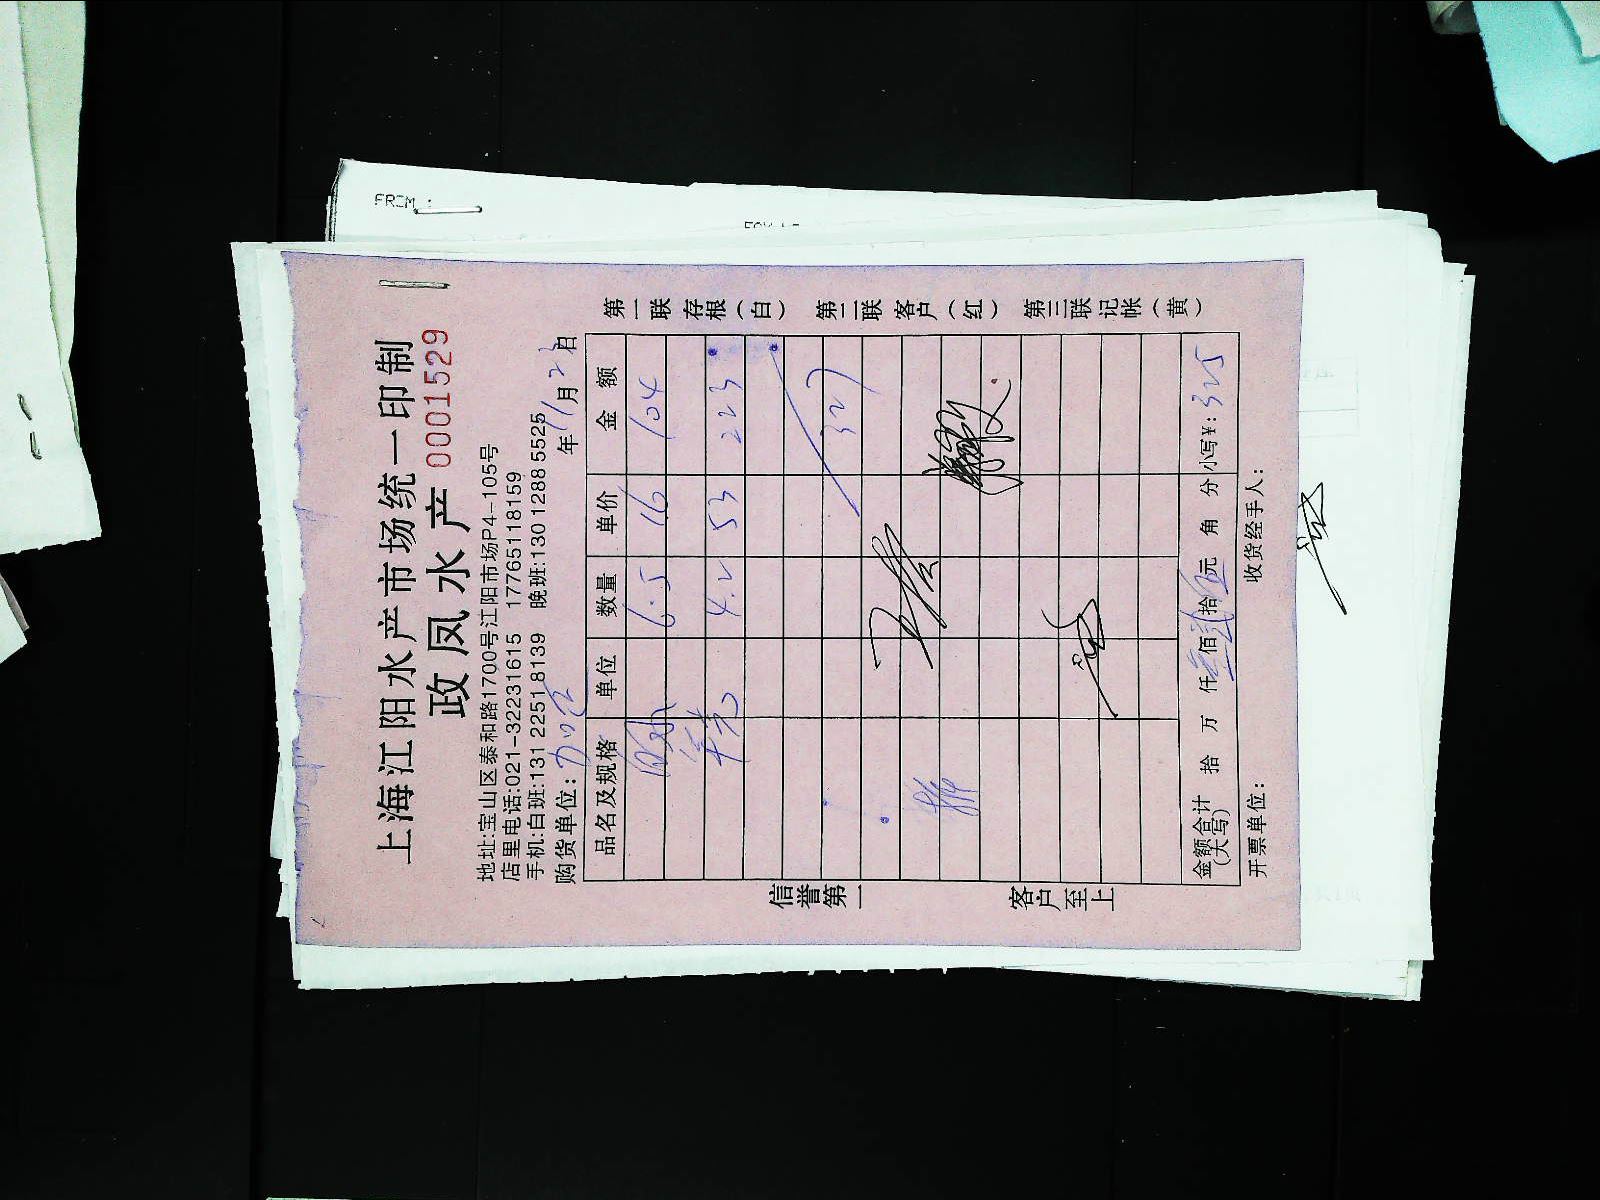 FROM :
上海江阳水产市场统一印制
政凤水产 0001529
地址:宝山区泰和路1700号江阳市场P4-105号
店里电话:021-32231615 17765118159
手机:白班:131 2251 8139 晚班:130 1288 5525
购货单位: 年 11 月 2 日
品名及规格 单位 数量 单价 金额
6.5 16 104
4.2 53 223
327
金额合计(大写) 拾 万 仟 叁 佰 贰 拾 伍 元 角 分 小写¥: 325
开票单位: 收货经手人:
第一联存根(白) 第二联客户(红) 第三联记帐(黄)
信誉第一
客户至上